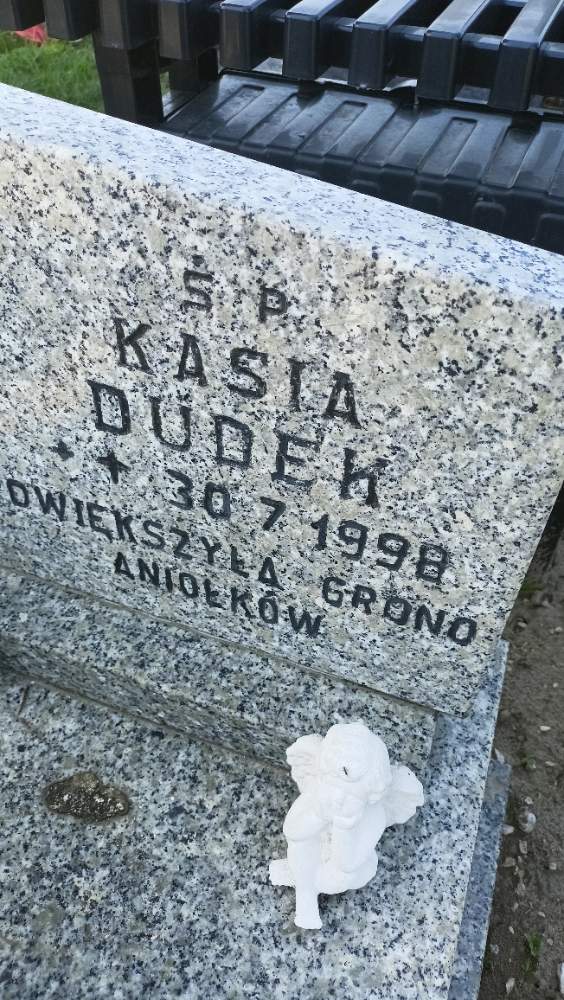 Ś P
KASIA
DUDEK
* + 30 7 1998
OWIĘKSZYŁA GRONO
ANIOŁKÓW